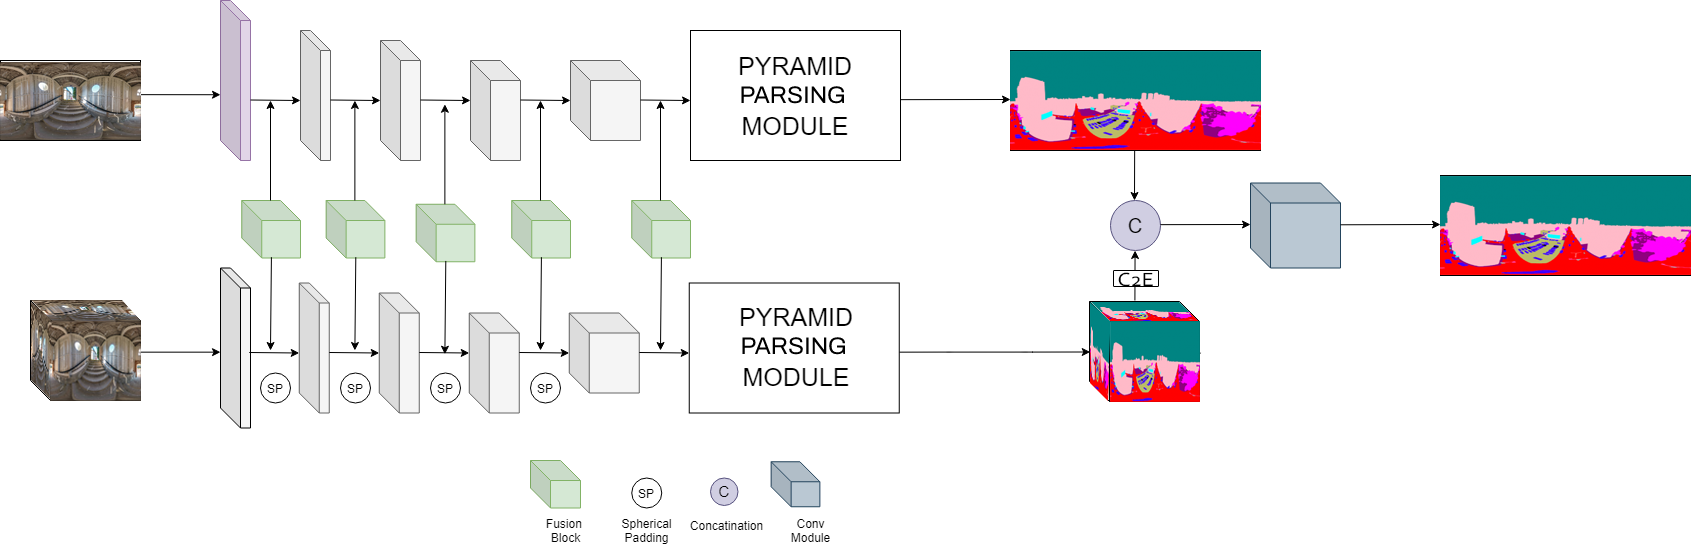 PYRAMID
PARSING
MODULE
C
C2E
PYRAMID
PARSING
MODULE
SP
SP
SP
SP
SP
C
Fusion
Block
Spherical
Padding
Concatination
Conv
Module